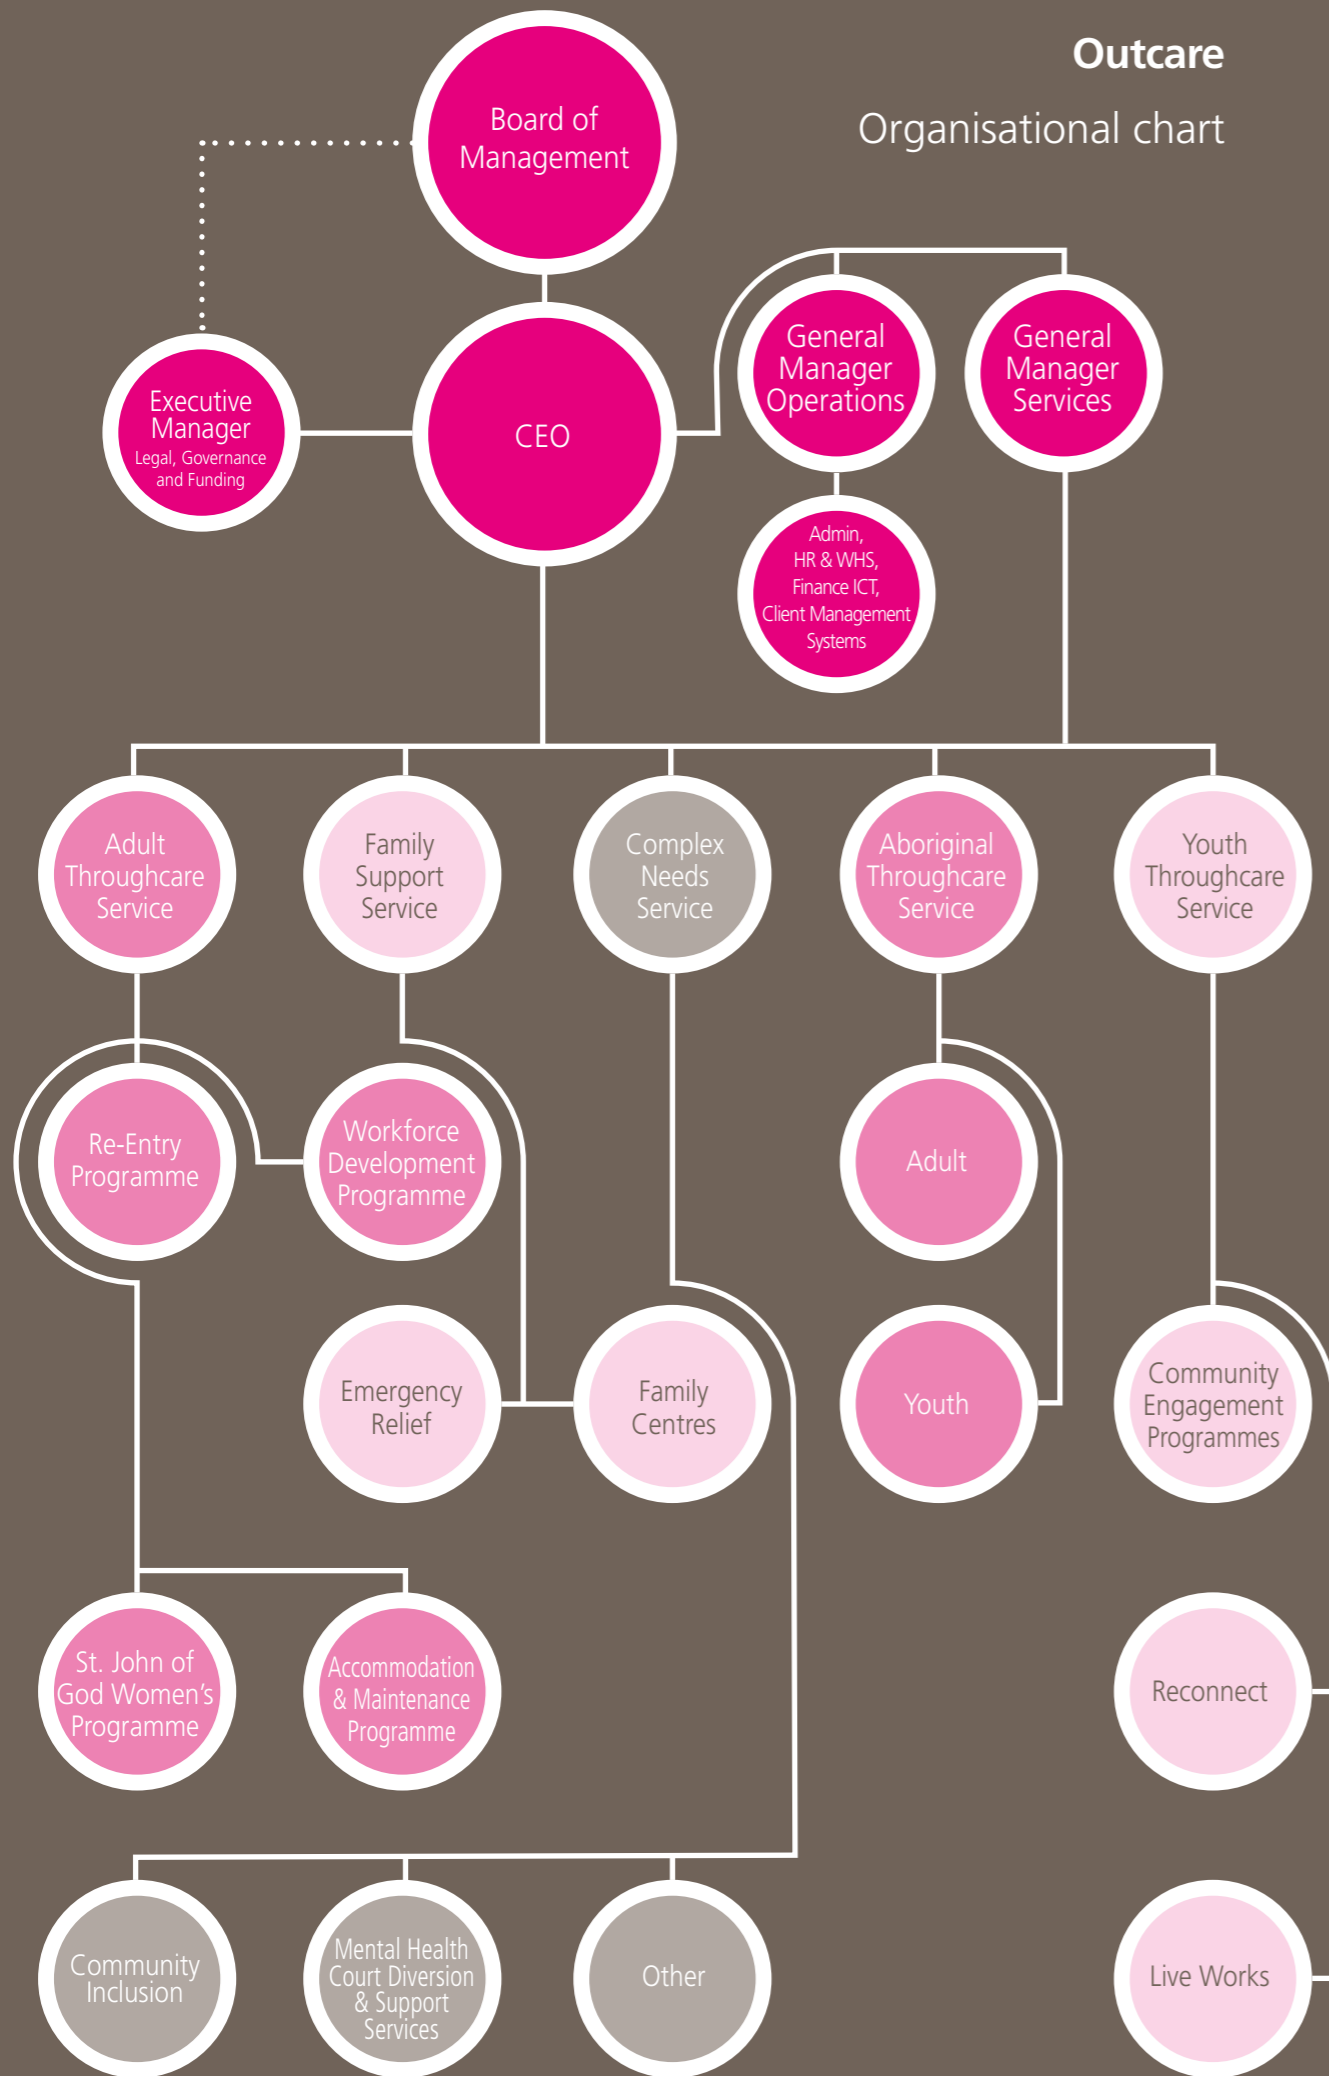 Outcare
Organisational chart
Board of
Management
Executive
Manager
Legal, Governance
and Funding
CEO
General
Manager
Operations
General
Manager
Services
Admin,
HR & WHS,
Finance ICT,
Client Management
Systems
Adult
Throughcare
Service
Family
Support
Service
Complex
Needs
Service
Aboriginal
Throughcare
Service
Youth
Throughcare
Service
Re-Entry
Programme
Workforce
Development
Programme
Adult
Emergency
Relief
Family
Centres
Youth
Community
Engagement
Programmes
St. John of
God Women's
Programme
Accommodation
& Maintenance
Programme
Reconnect
Community
Inclusion
Mental Health
Court Diversion
& Support
Services
Other
Live Works